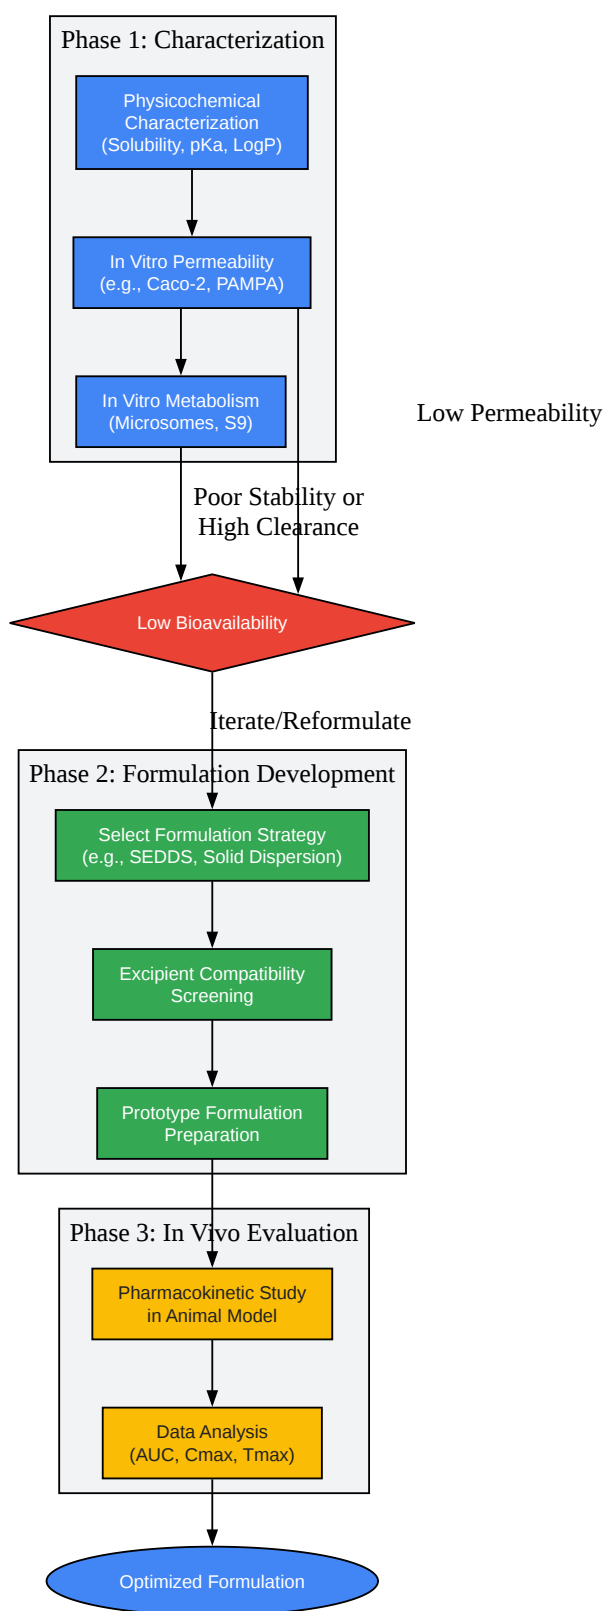 Phase 1: Characterization
Physicochemical
Characterization
(Solubility, pKa, LogP)
In Vitro Permeability
(e.g., Caco-2, PAMPA)
In Vitro Metabolism
(Microsomes, S9)
Low Permeability
Poor Stability or
High Clearance
Low Bioavailability
Iterate/Reformulate
Phase 2: Formulation Development
Select Formulation Strategy
(e.g., SEDDS, Solid Dispersion)
Excipient Compatibility
Screening
Prototype Formulation
Preparation
Phase 3: In Vivo Evaluation
Pharmacokinetic Study
in Animal Model
Data Analysis
(AUC, Cmax, Tmax)
Optimized Formulation